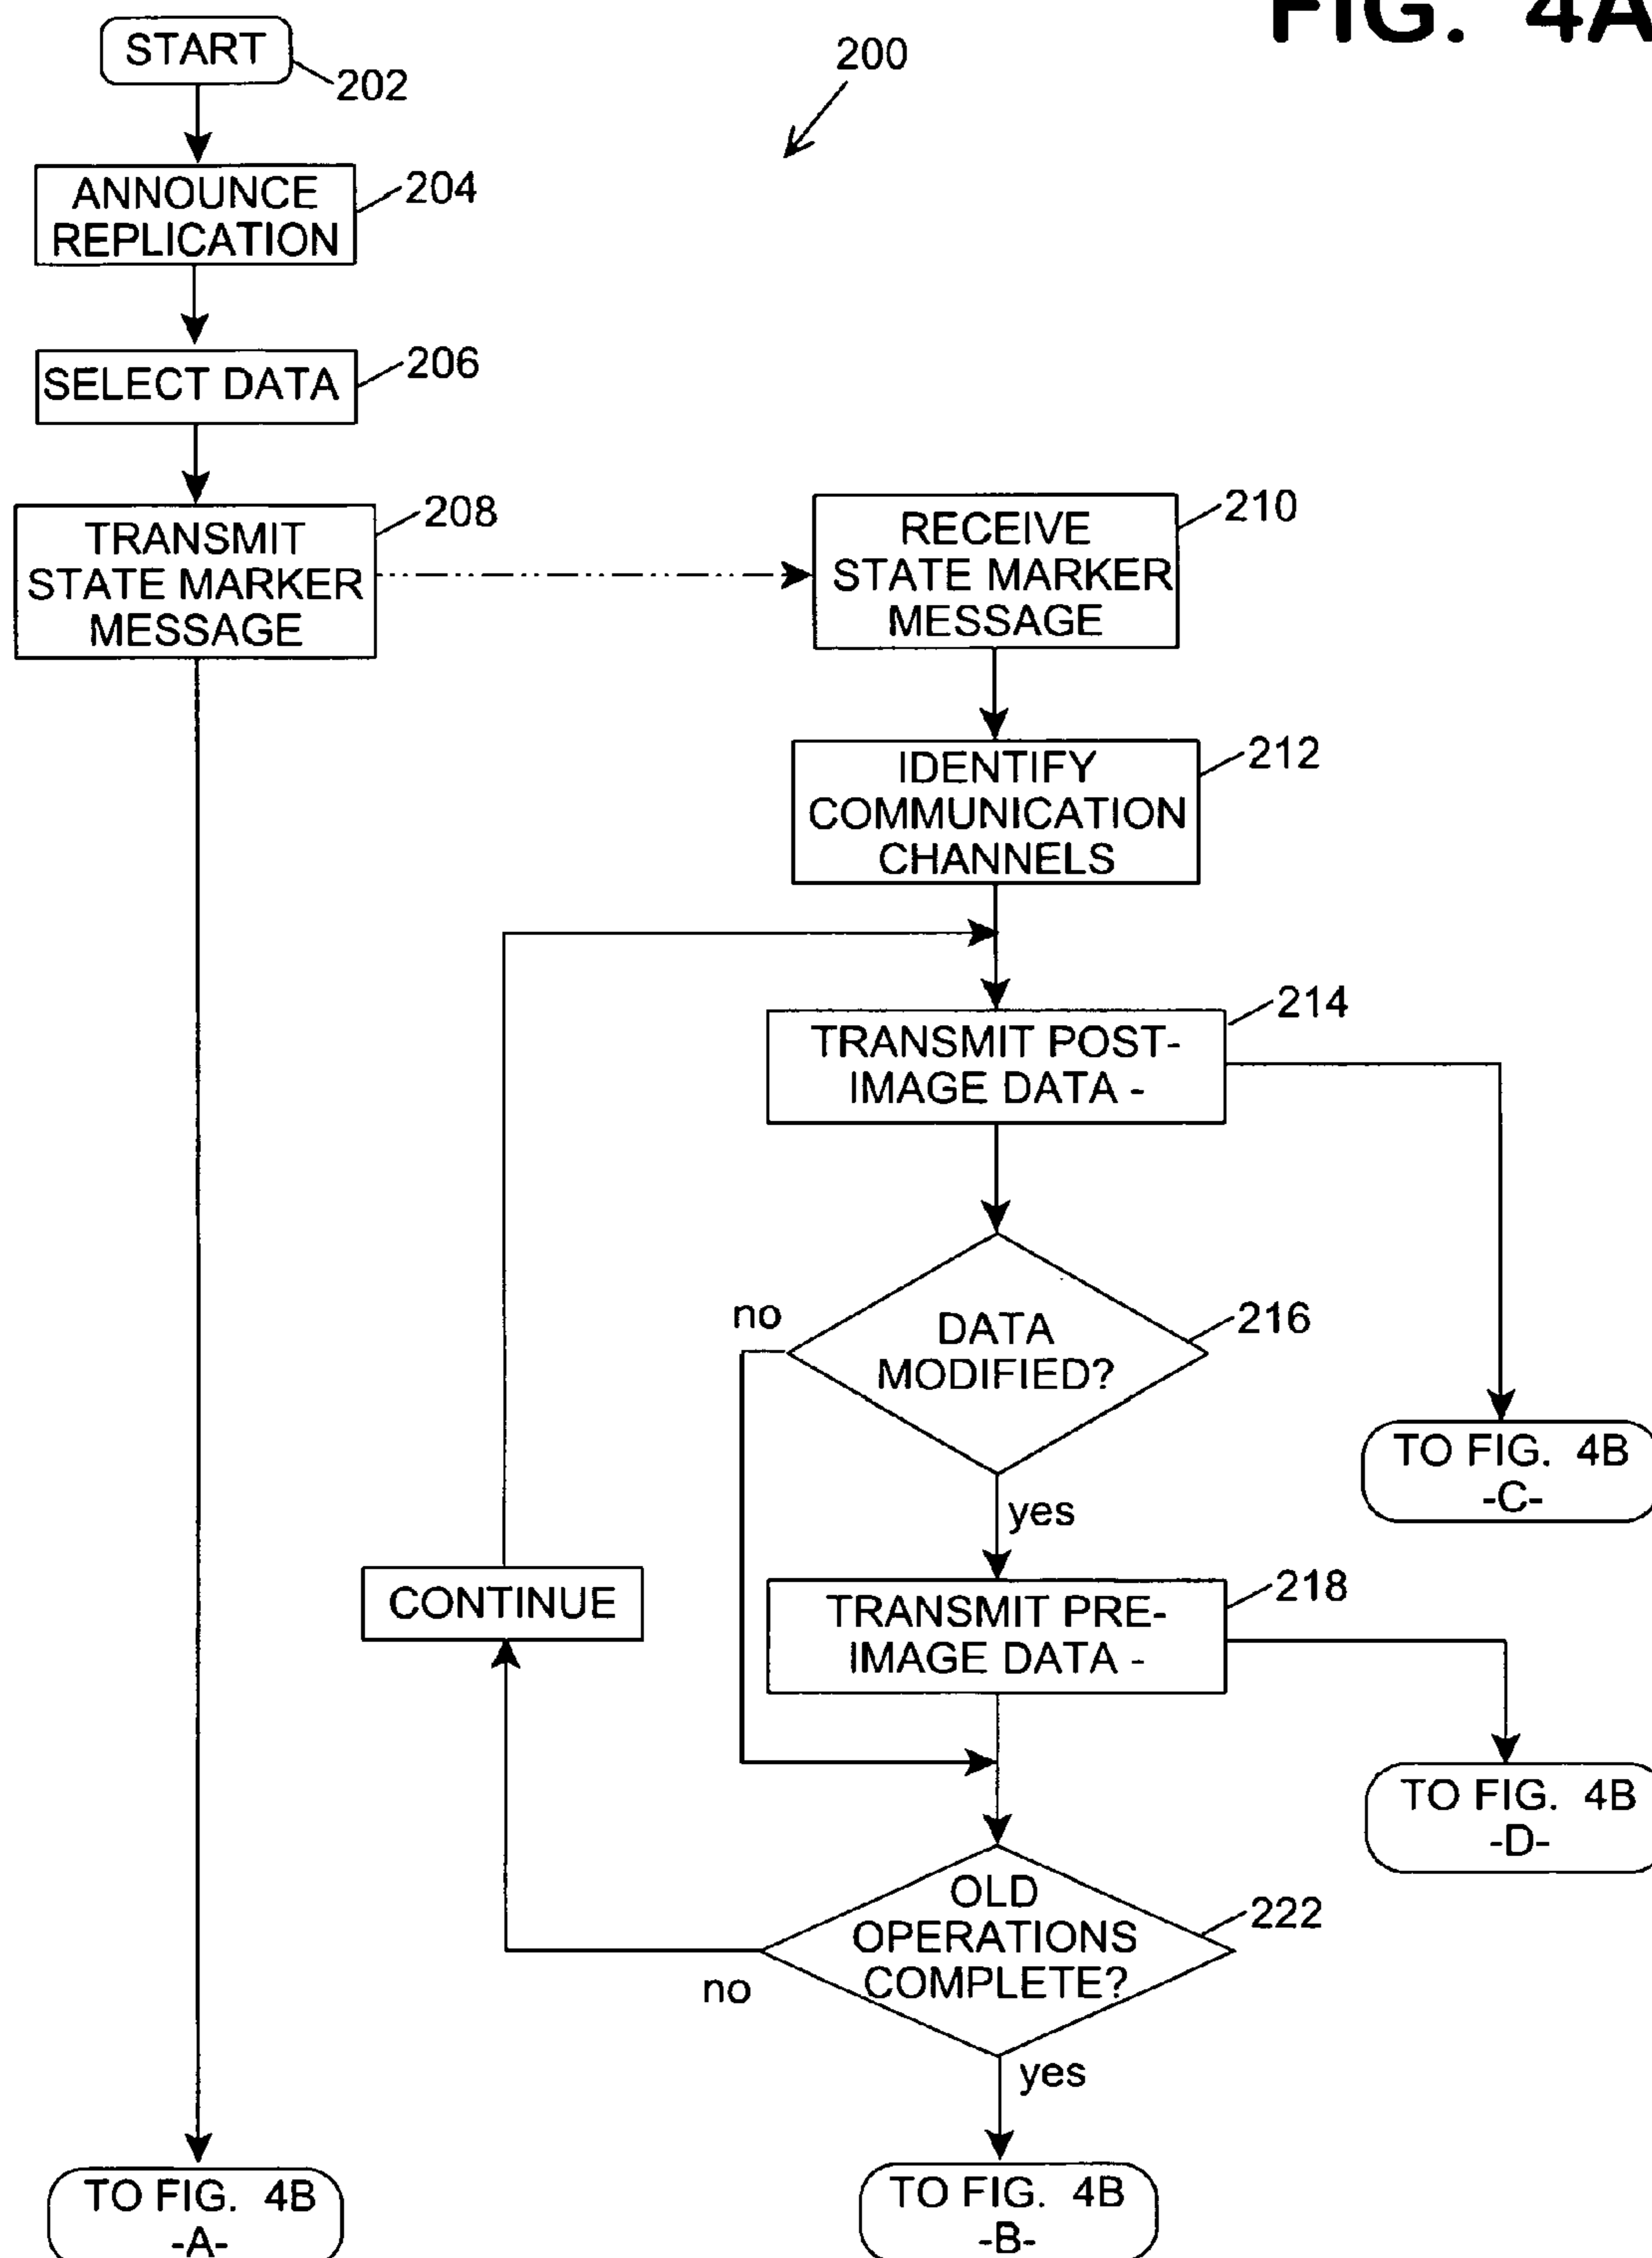 FIG. 4A
START
202
200
ANNOUNCE
REPLICATION
204
SELECT DATA
206
TRANSMIT
STATE MARKER
MESSAGE
208
RECEIVE
STATE MARKER
MESSAGE
210
IDENTIFY
COMMUNICATION
CHANNELS
212
TRANSMIT POST-
IMAGE DATA -
214
DATA
MODIFIED?
216
no
yes
TO FIG. 4B
-C-
CONTINUE
TRANSMIT PRE-
IMAGE DATA -
218
TO FIG. 4B
-D-
OLD
OPERATIONS
COMPLETE?
222
no
yes
TO FIG. 4B
-A-
TO FIG. 4B
-B-